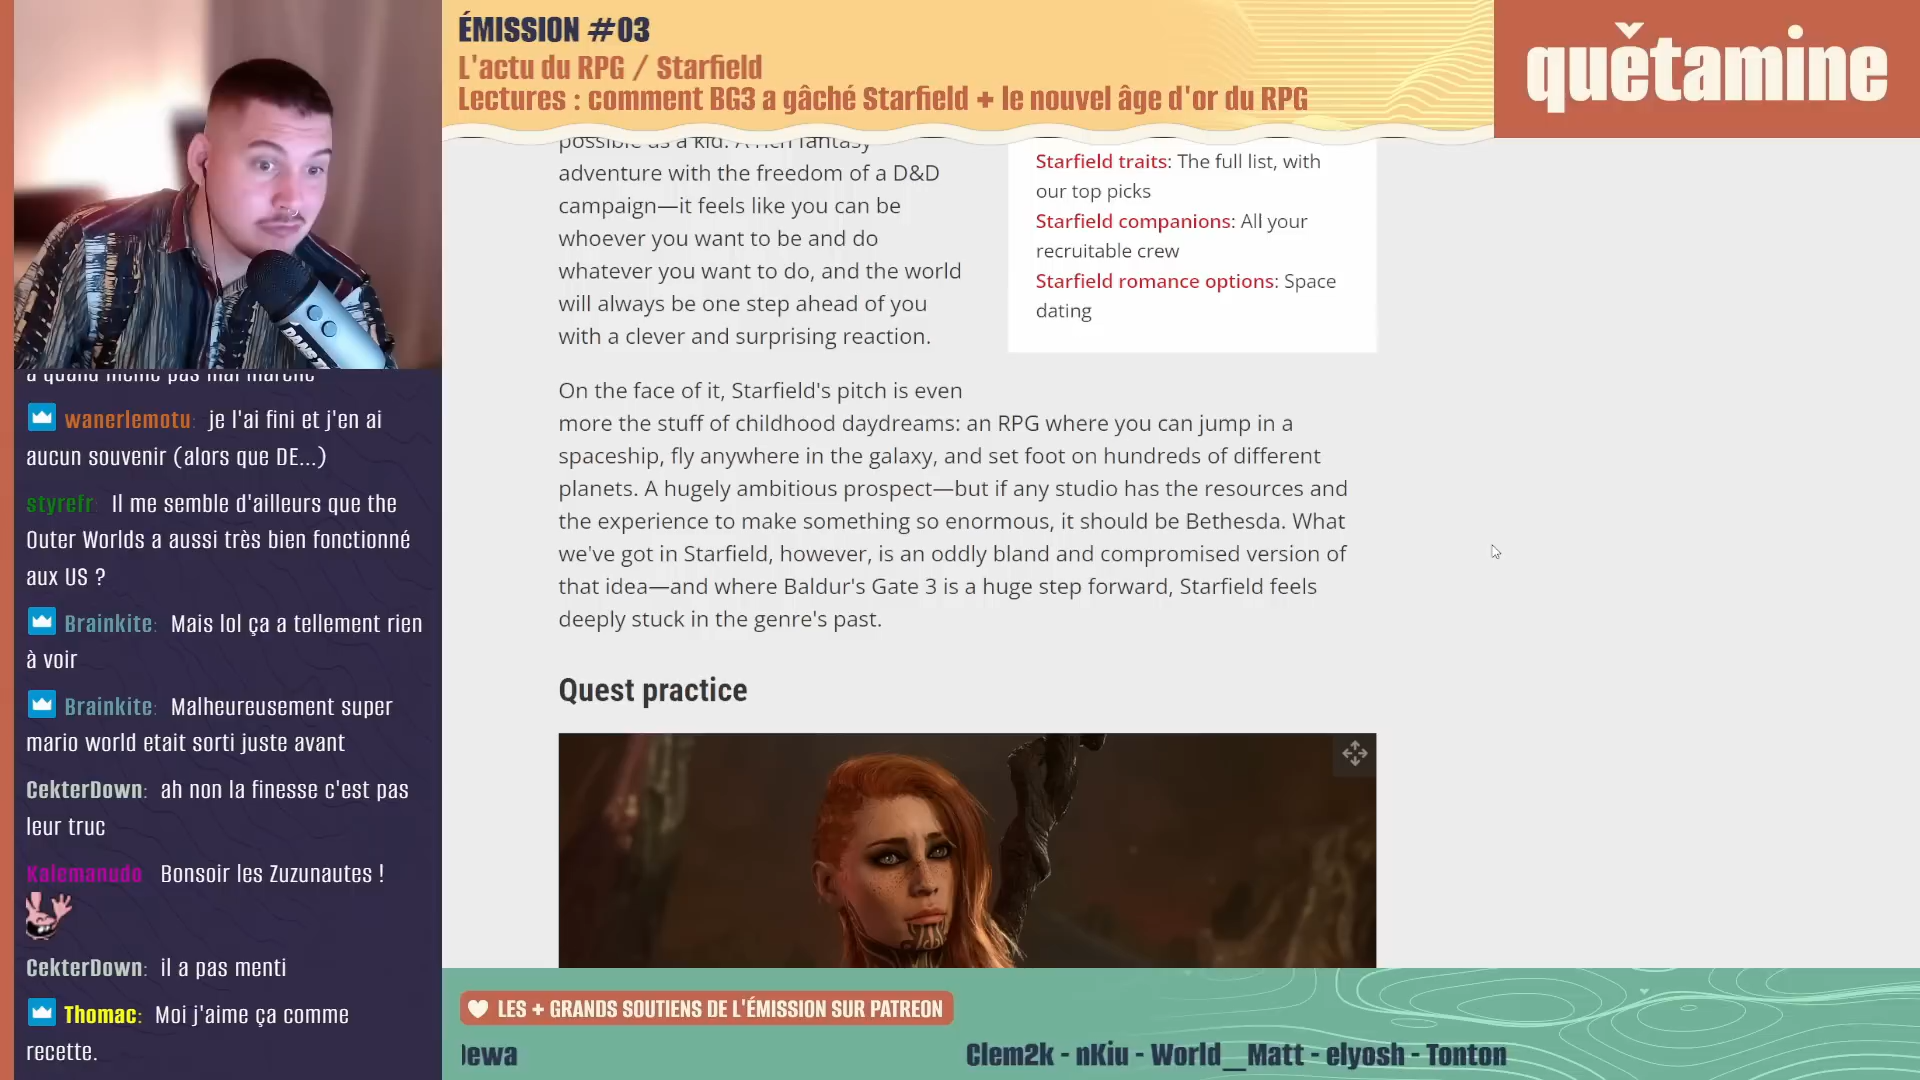 ÉMISSION #03
L'actu du RPG / Starfield
Lectures : comment BG3 a gâché Starfield + le nouvel âge d'or du RPG
quêtamine
possible as a kid. A rich fantasy
adventure with the freedom of a D&D
campaign—it feels like you can be
whoever you want to be and do
whatever you want to do, and the world
will always be one step ahead of you
with a clever and surprising reaction.
Starfield traits: The full list, with
our top picks
Starfield companions: All your
recruitable crew
Starfield romance options: Space
dating
On the face of it, Starfield's pitch is even
more the stuff of childhood daydreams: an RPG where you can jump in a
spaceship, fly anywhere in the galaxy, and set foot on hundreds of different
planets. A hugely ambitious prospect—but if any studio has the resources and
the experience to make something so enormous, it should be Bethesda. What
we've got in Starfield, however, is an oddly bland and compromised version of
that idea—and where Baldur's Gate 3 is a huge step forward, Starfield feels
deeply stuck in the genre's past.
Quest practice
a quand même pas mal marché
wanerlemotu: je l'ai fini et j'en ai
aucun souvenir (alors que DE...)
styrefr: Il me semble d'ailleurs que the
Outer Worlds a aussi très bien fonctionné
aux US ?
Brainkite: Mais lol ça a tellement rien
à voir
Brainkite: Malheureusement super
mario world etait sorti juste avant
CekterDown: ah non la finesse c'est pas
leur truc
Kalemanudo Bonsoir les Zuzunautes !
CekterDown: il a pas menti
Thomac: Moi j'aime ça comme
recette.
LES + GRANDS SOUTIENS DE L'ÉMISSION SUR PATREON
Clem2k - nKiu - World__Matt - elyosh - Tonton